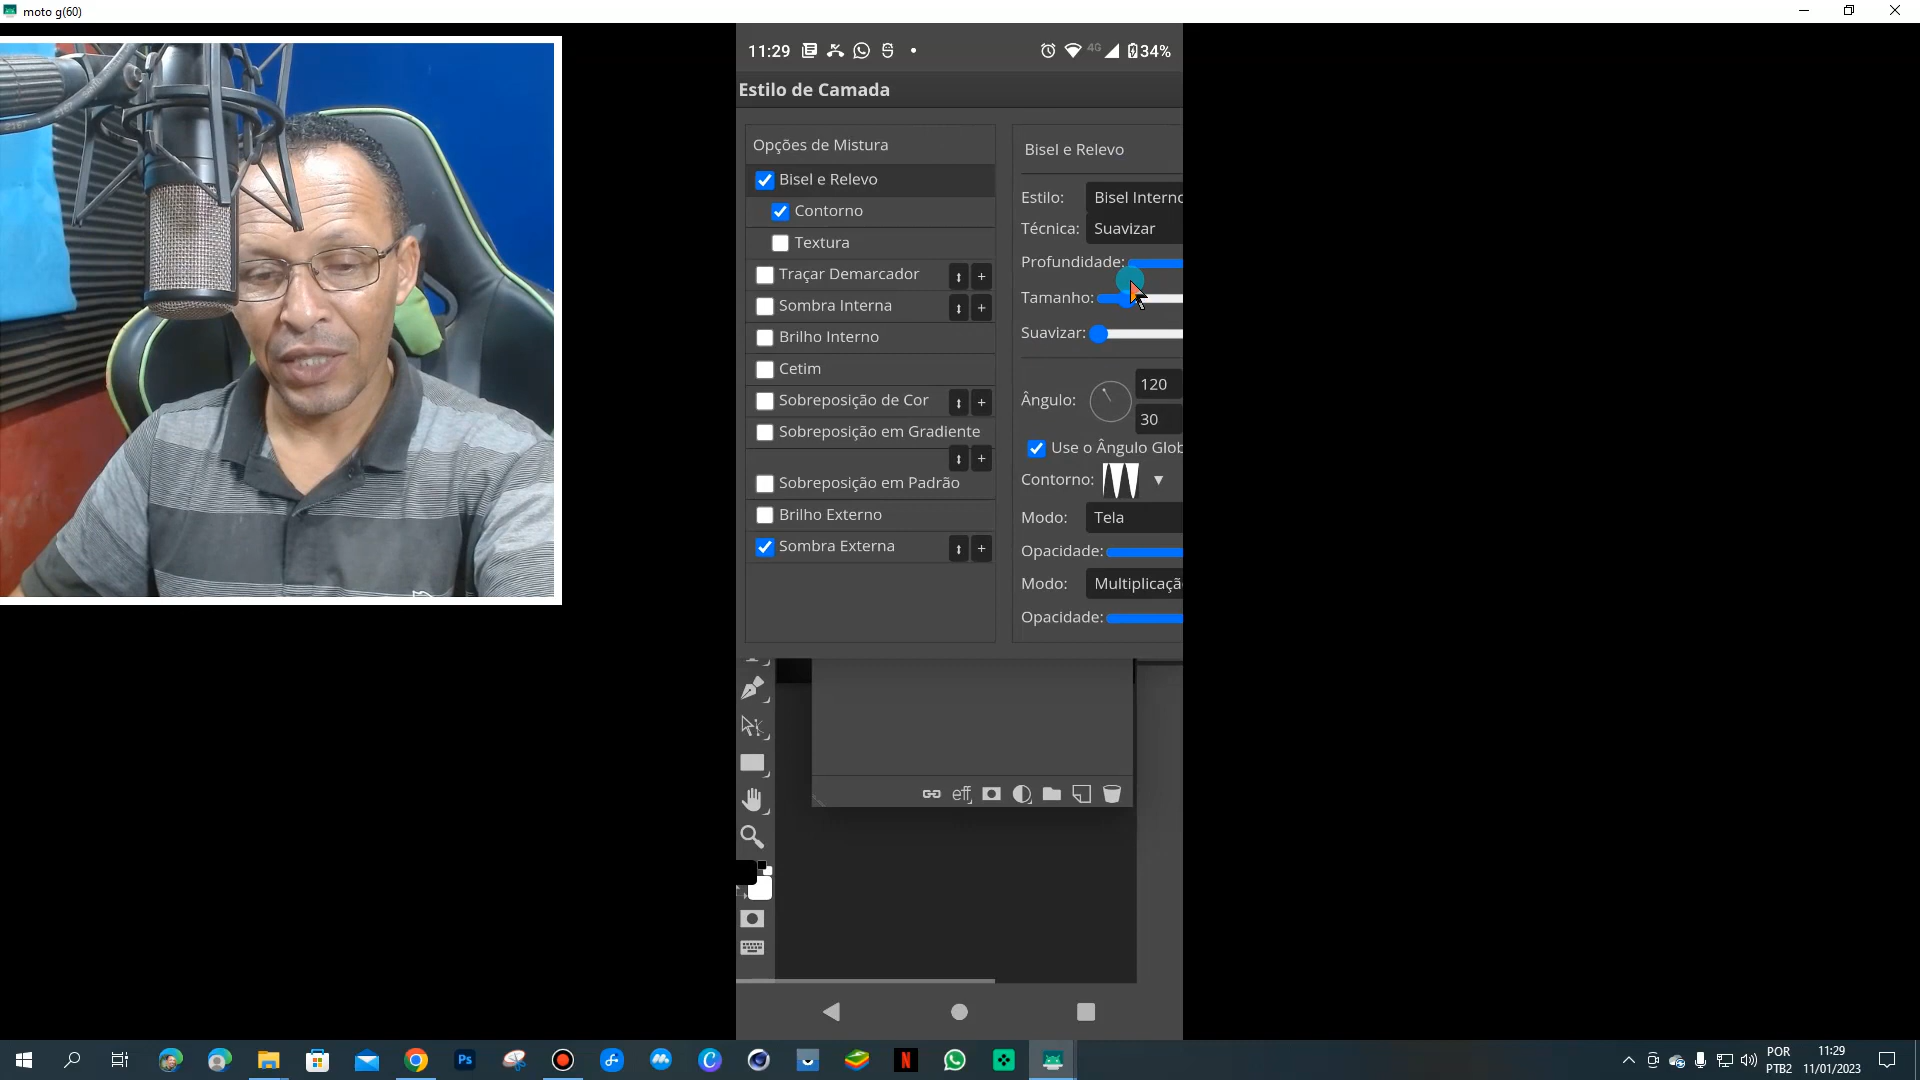 moto g(60)
11:29
4G
34%
Estilo de Camada
Opções de Mistura
Bisel e Relevo
Contorno
Textura
Traçar Demarcador
+
Sombra Interna
+
Brilho Interno
Cetim
Sobreposição de Cor
+
Sobreposição em Gradiente
+
Sobreposição em Padrão
Brilho Externo
Sombra Externa
+
Bisel e Relevo
Estilo: Bisel Interno
Técnica: Suavizar
Profundidade:
Tamanho:
Suavizar:
Ângulo: 120
30
Use o Ângulo Glob
Contorno:
Modo: Tela
Opacidade:
Modo: Multiplicaçã
Opacidade:
eff
Ps
N
POR
PTB2
11:29
11/01/2023